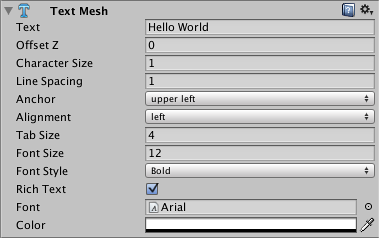 Text Mesh
Text Hello World
Offset Z 0
Character Size 1
Line Spacing 1
Anchor upper left
Alignment left
Tab Size 4
Font Size 12
Font Style Bold
Rich Text
Font Arial
Color